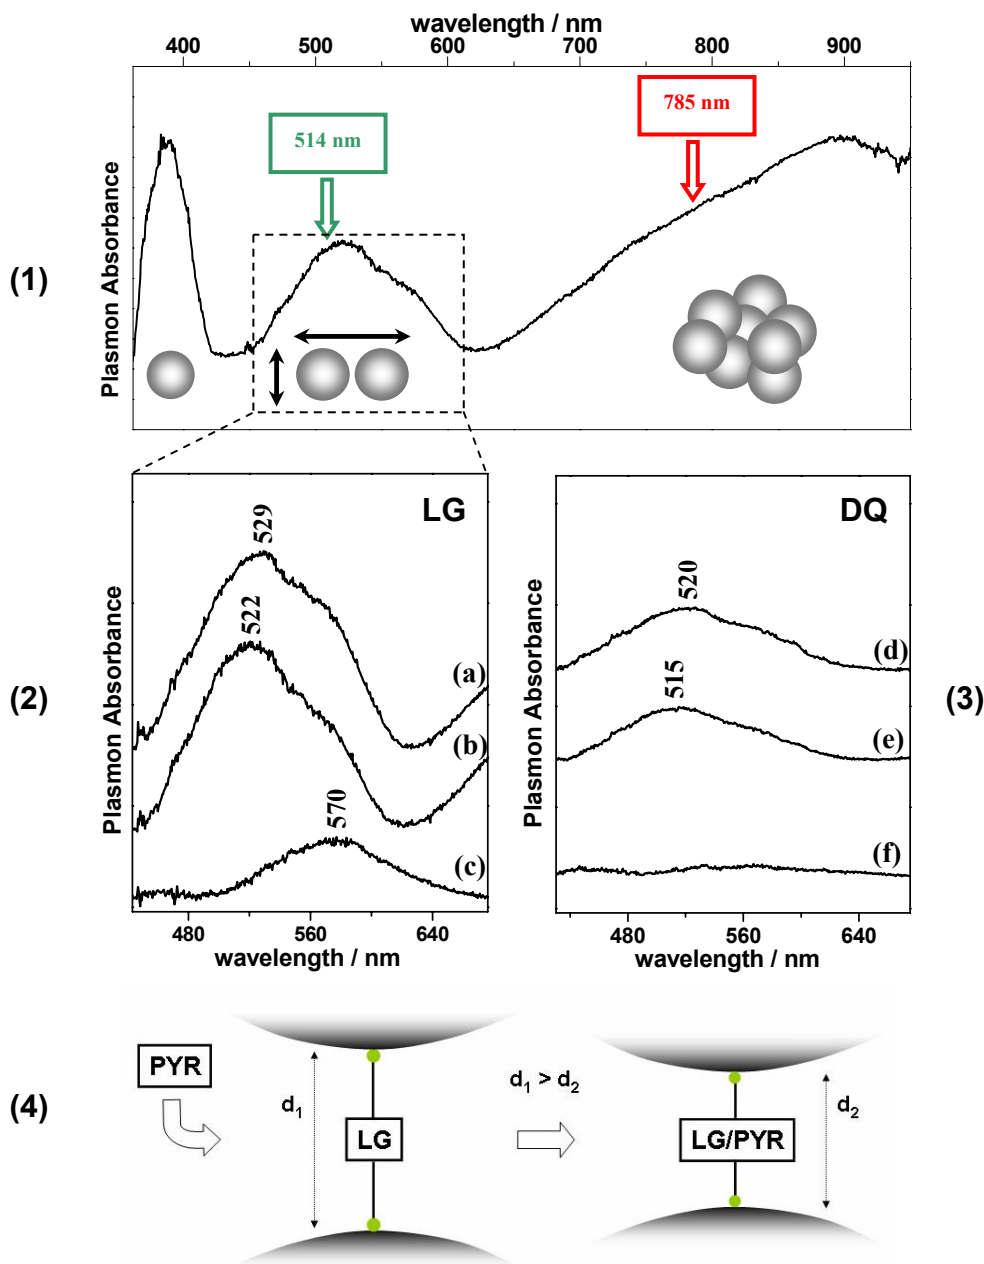 wavelength / nm
400 500 600 700 800 900
514 nm
785 nm
Plasmon Absorbance
(1)
LG
529
522
570
(a)
(b)
(c)
Plasmon Absorbance
480 560 640
wavelength / nm
(2)
DQ
520
515
(d)
(e)
(f)
Plasmon Absorbance
480 560 640
wavelength / nm
(3)
(4)
PYR
d1
LG
d1 > d2
LG/PYR
d2